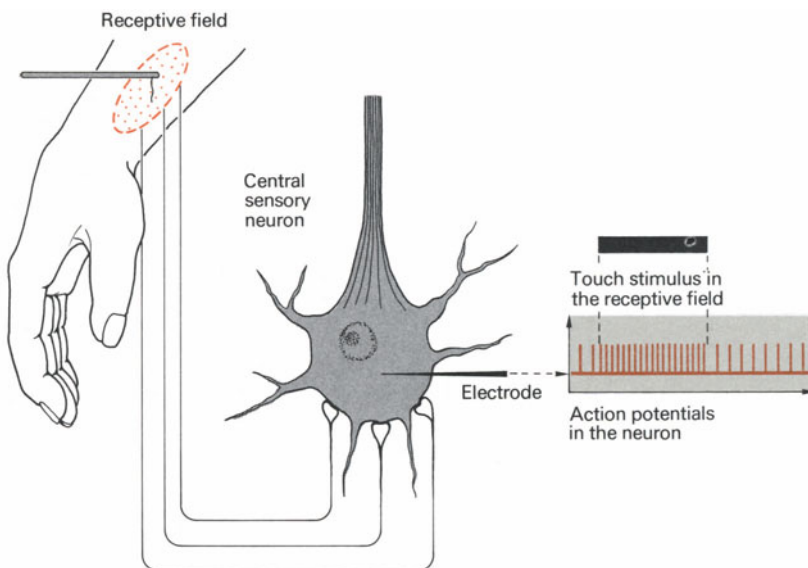 Receptive field
Central
sensory
neuron
Touch stimulus in
the receptive field
Electrode
Action potentials
in the neuron